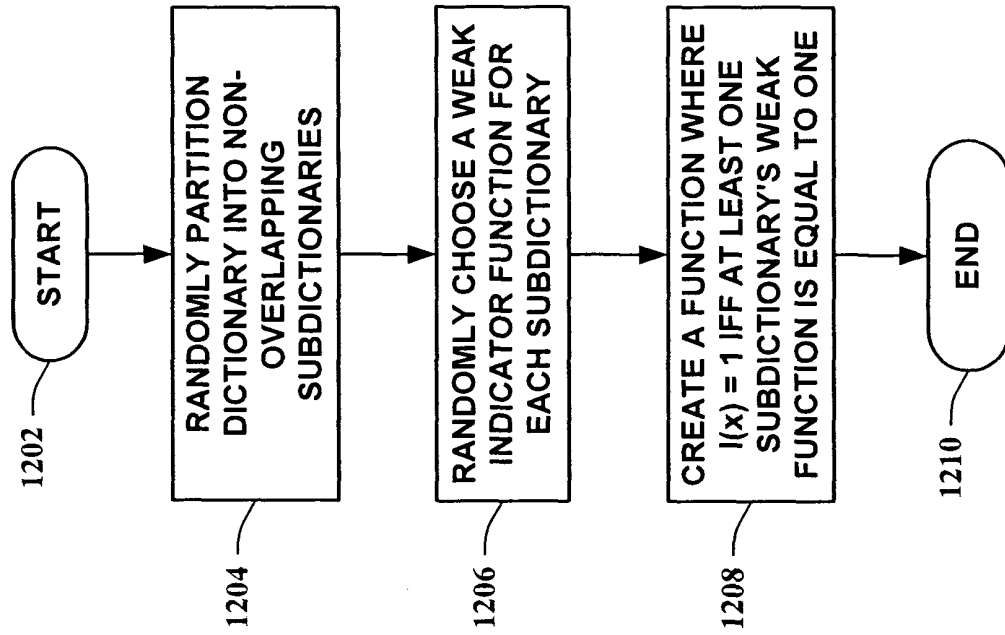 START
1202
RANDOMLY PARTITION
DICTIONARY INTO NON-
OVERLAPPING
SUBDICTIONARIES
1204
RANDOMLY CHOOSE A WEAK
INDICATOR FUNCTION FOR
EACH SUBDICTIONARY
1206
CREATE A FUNCTION WHERE
I(x) = 1 IFF AT LEAST ONE
SUBDICTIONARY'S WEAK
FUNCTION IS EQUAL TO ONE
1208
END
1210